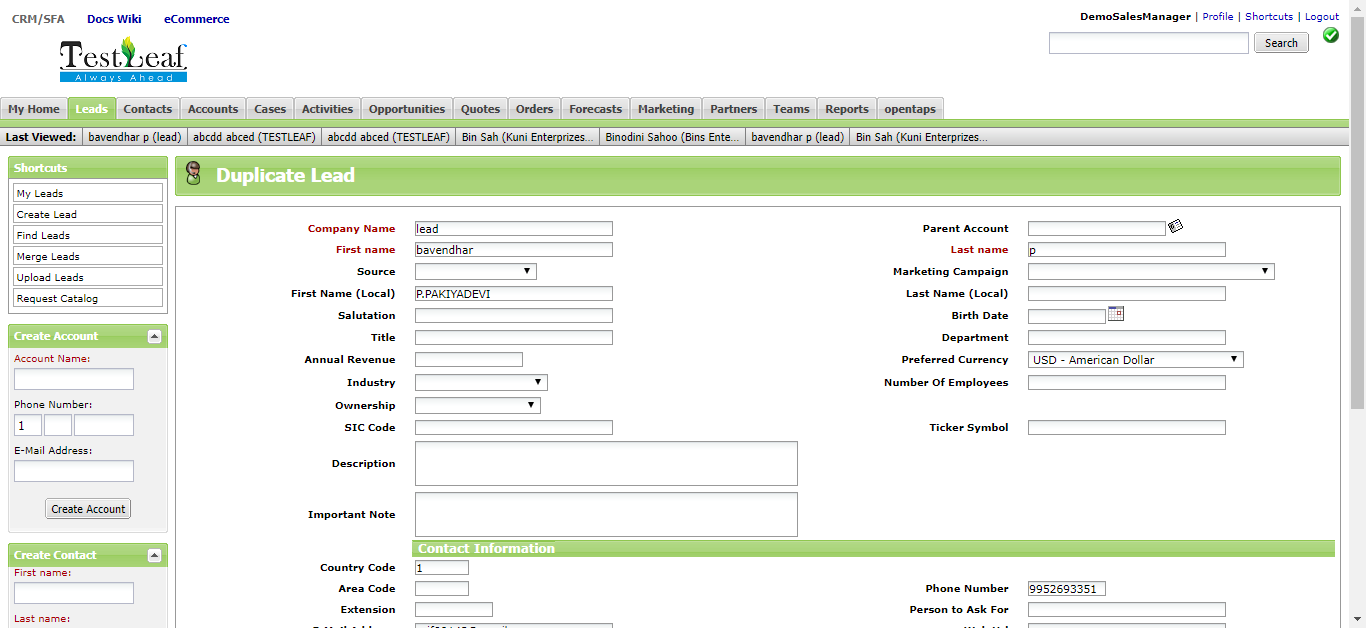 CRM/SFA Docs Wiki eCommerce
DemoSalesManager | Profile | Shortcuts | Logout
Search
TestLeaf
Always Ahead
My Home Leads Contacts Accounts Cases Activities Opportunities Quotes Orders Forecasts Marketing Partners Teams Reports opentaps
Last Viewed: bavendhar p (lead) abcdd abced (TESTLEAF) abcdd abced (TESTLEAF) Bin Sah (Kuni Enterprizes... Binodini Sahoo (Bins Ente... bavendhar p (lead) Bin Sah (Kuni Enterprizes...
Shortcuts
My Leads
Create Lead
Find Leads
Merge Leads
Upload Leads
Request Catalog
Create Account
Account Name:
Phone Number:
1
E-Mail Address:
Create Account
Create Contact
First name:
Last name:
Duplicate Lead
Company Name lead Parent Account
First name bavendhar Last name p
Source Marketing Campaign
First Name (Local) P.PAKIYADEVI Last Name (Local)
Salutation Birth Date
Title Department
Annual Revenue Preferred Currency USD - American Dollar
Industry Number Of Employees
Ownership
SIC Code Ticker Symbol
Description
Important Note
Contact Information
Country Code 1
Area Code Phone Number 9952693351
Extension Person to Ask For